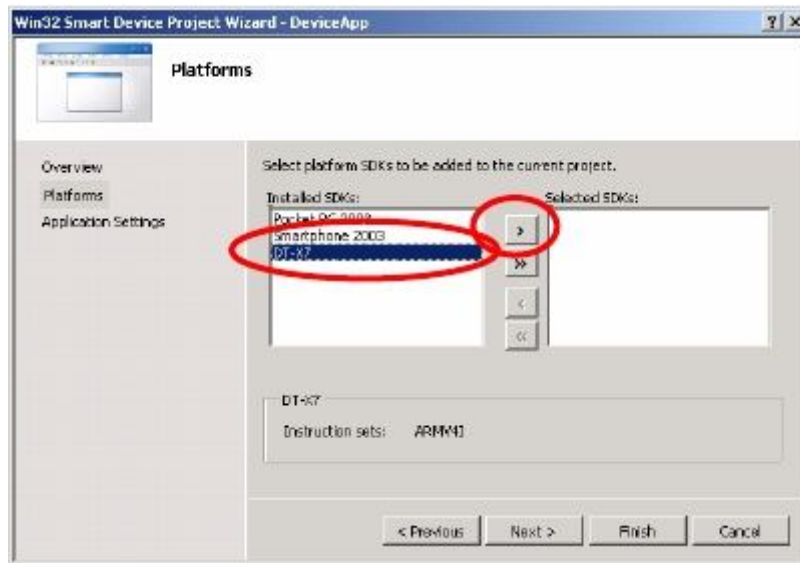 Win32 Smart Device Project Wizard - DeviceApp
Platforms
Overview
Platforms
Application Settings
Select platform SDKs to be added to the current project.
Installed SDKs:
Selected SDKs:
Pocket PC 2003
Smartphone 2003
DT-X7
>
>>
<
<<
DT-X7
Instruction sets: ARMV4I
< Previous
Next >
Finish
Cancel